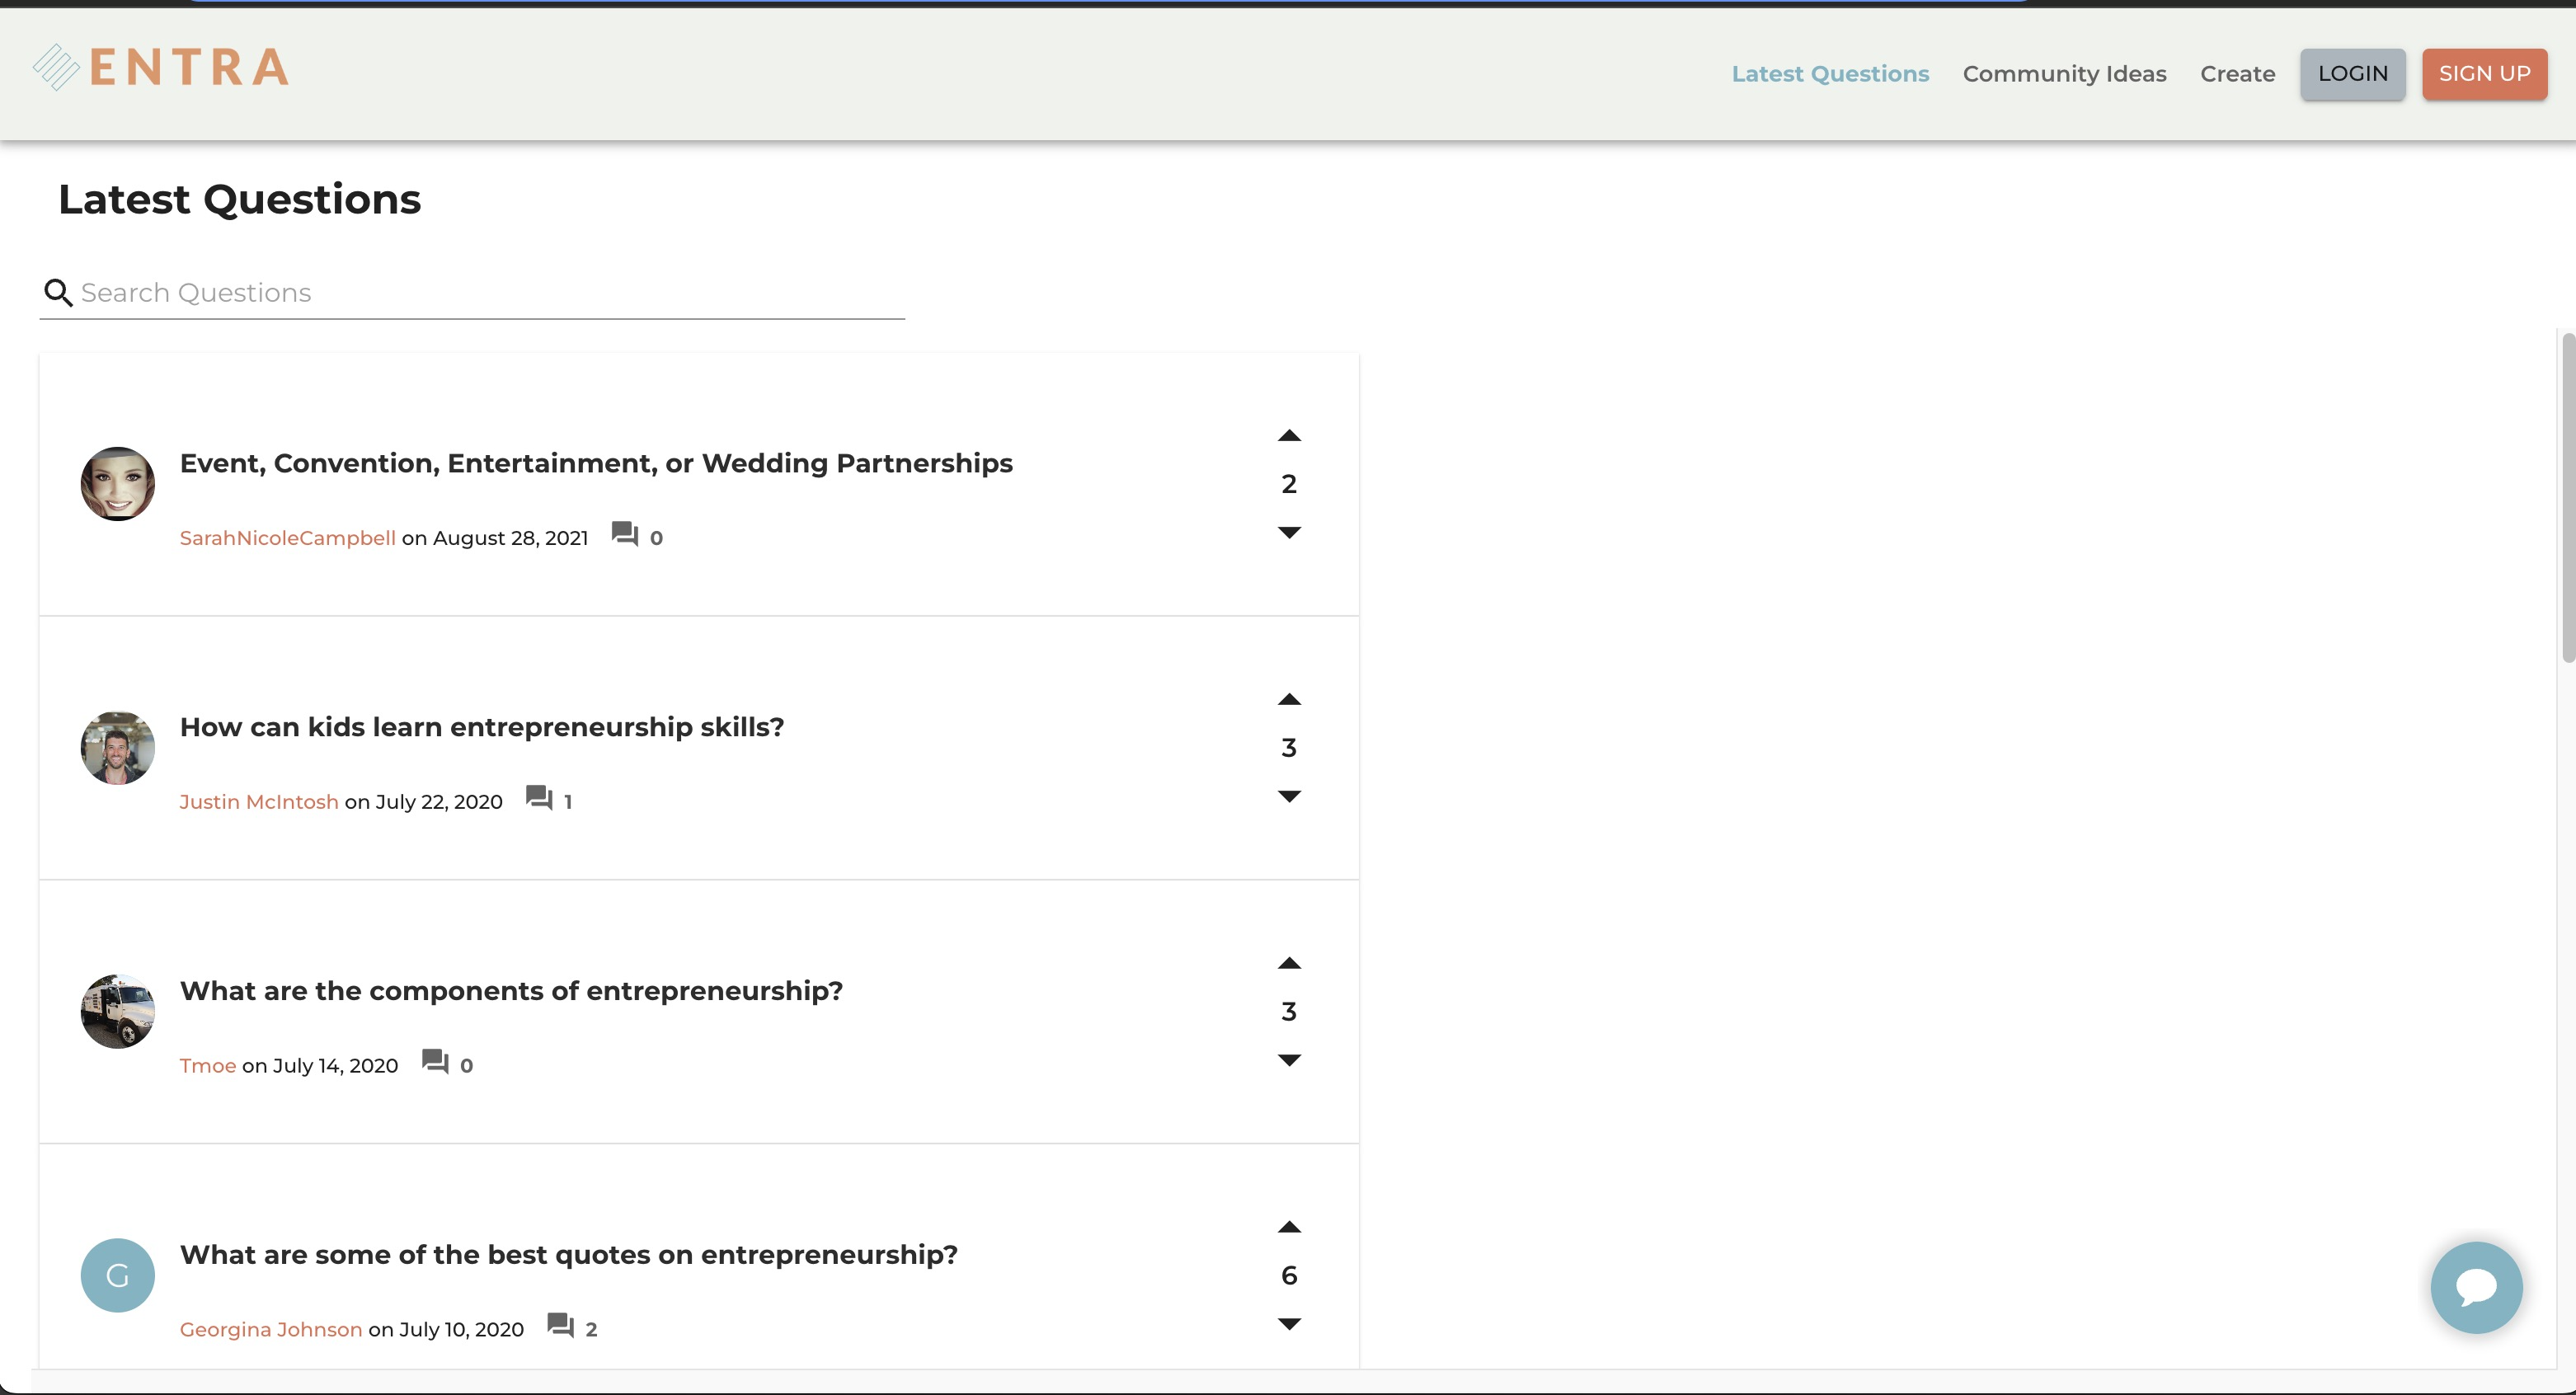 ENTRA
Latest Questions Community Ideas Create LOGIN SIGN UP
Latest Questions
Search Questions
Event, Convention, Entertainment, or Wedding Partnerships
2
SarahNicoleCampbell on August 28, 2021 0
How can kids learn entrepreneurship skills?
3
Justin McIntosh on July 22, 2020 1
What are the components of entrepreneurship?
3
Tmoe on July 14, 2020 0
G
What are some of the best quotes on entrepreneurship?
6
Georgina Johnson on July 10, 2020 2